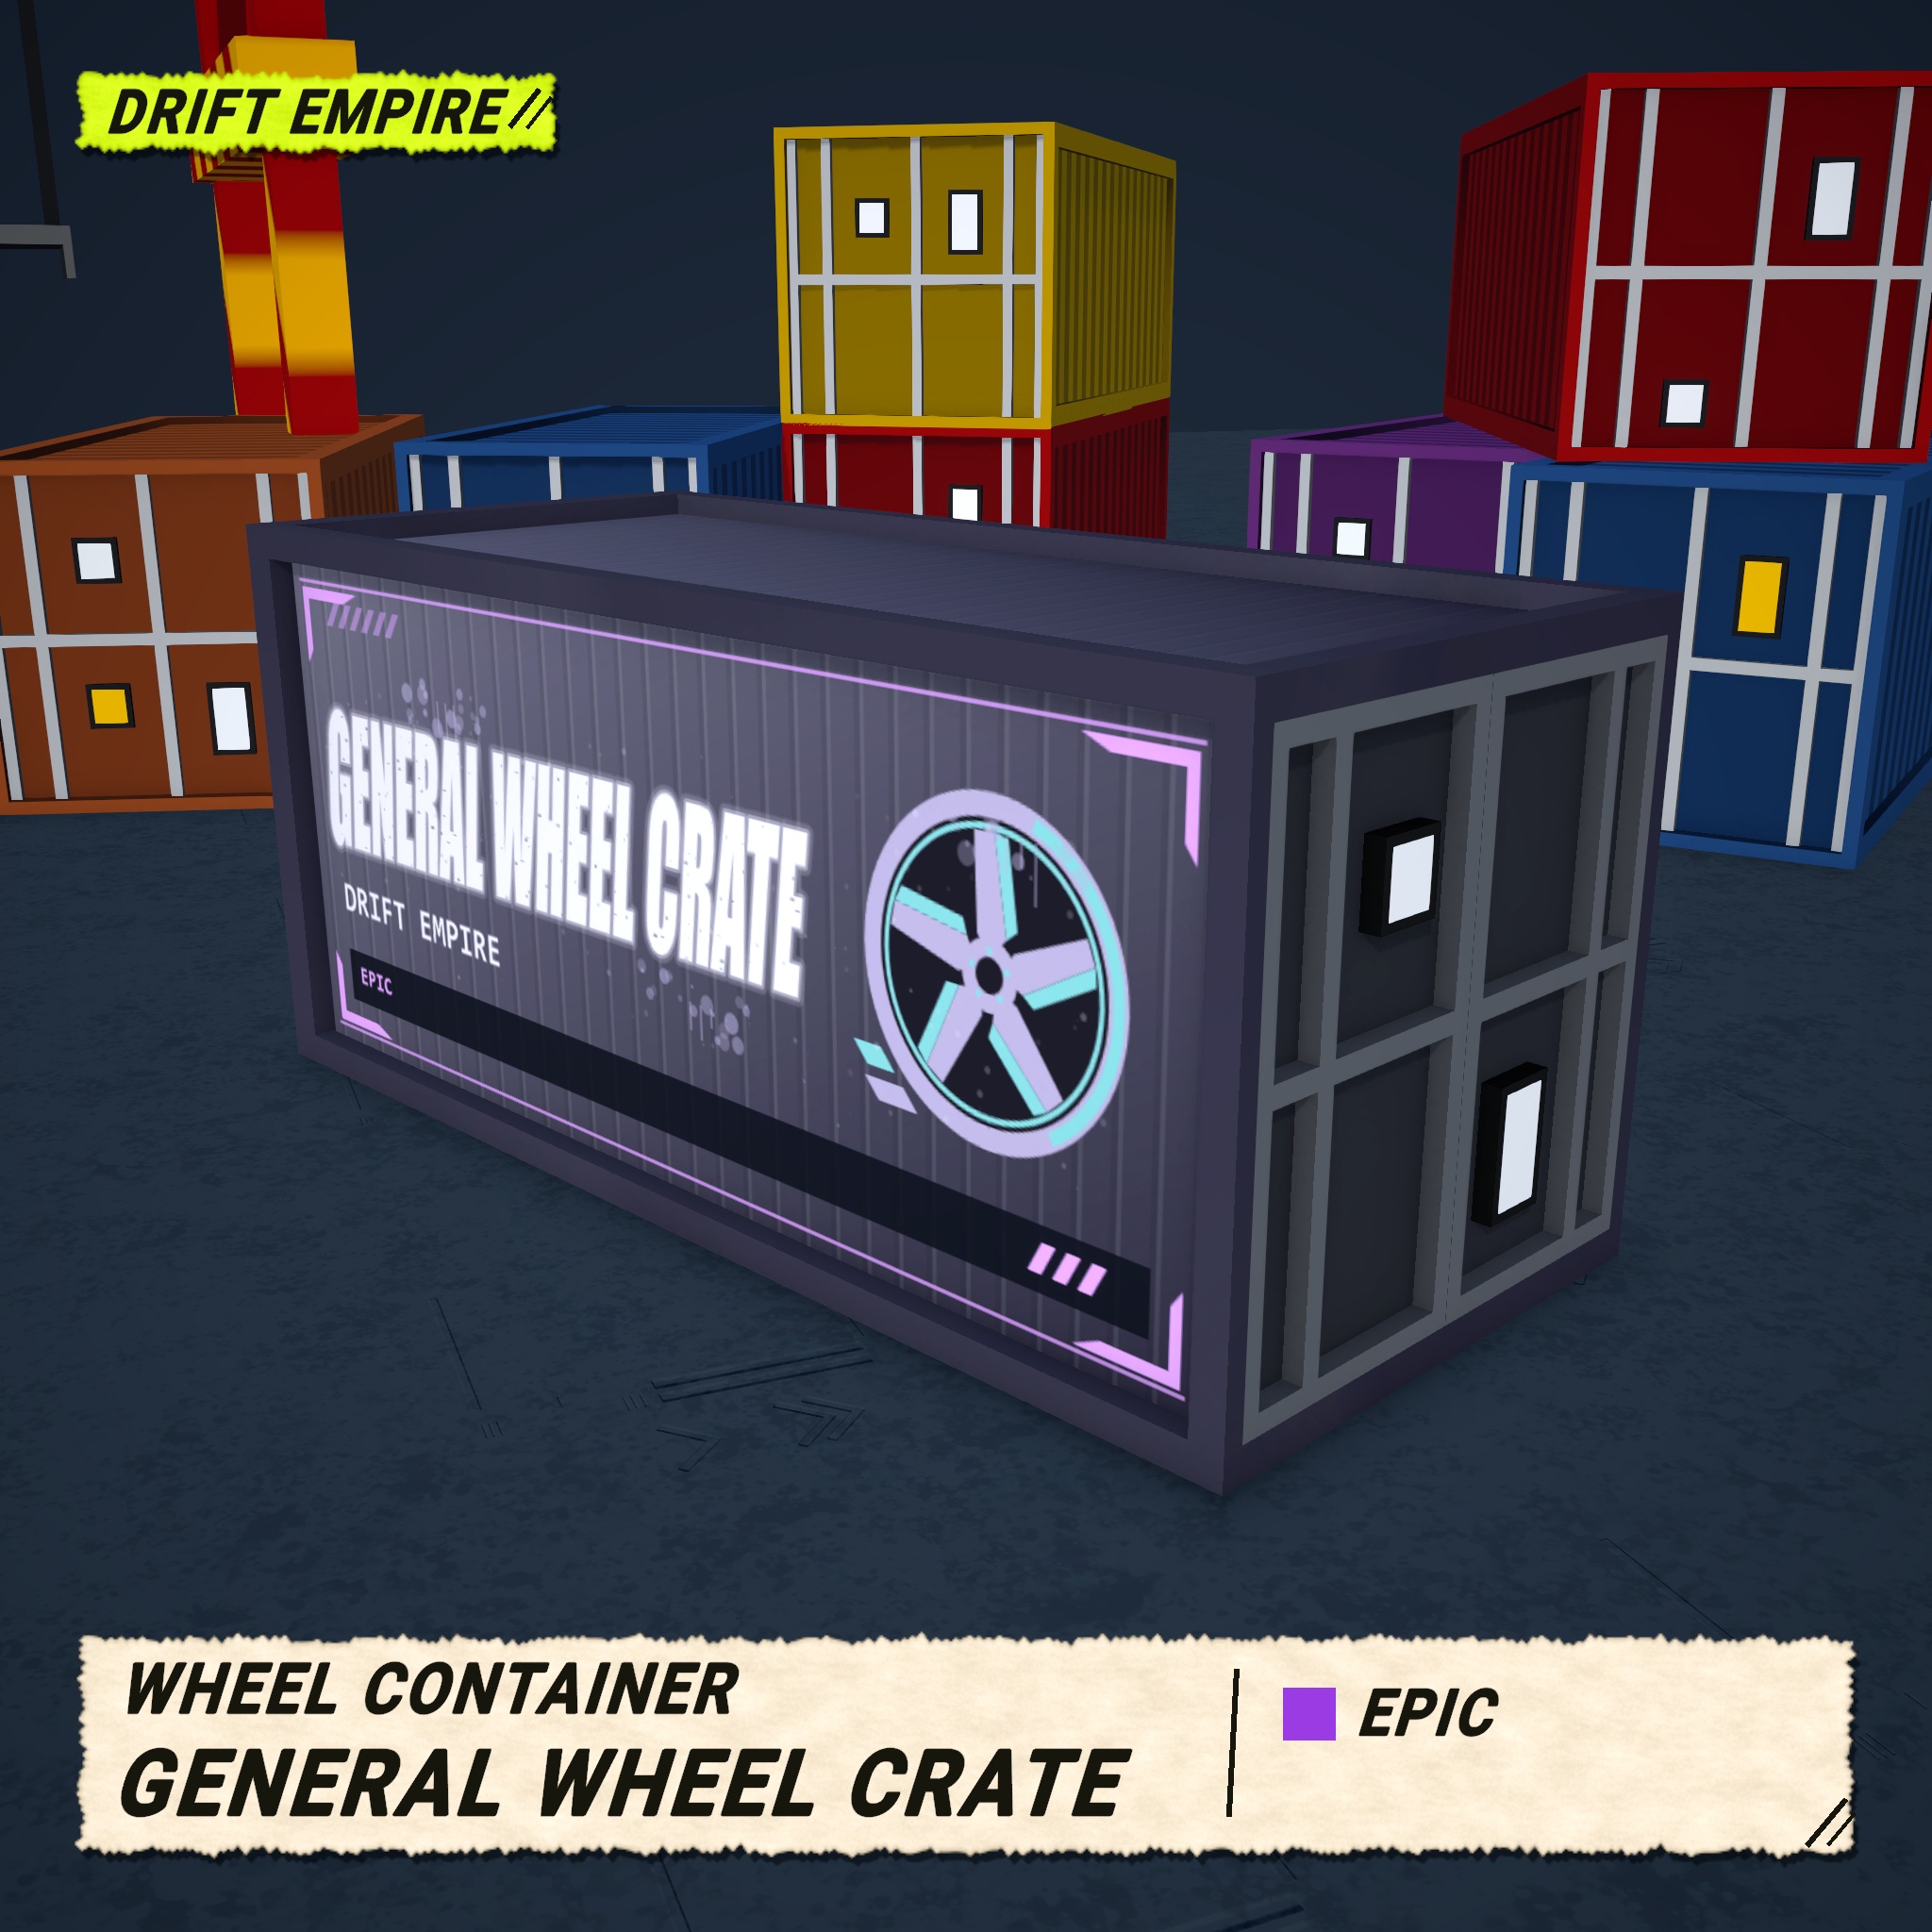 DRIFT EMPIRE//
GENERAL WHEEL CRATE
DRIFT EMPIRE
EPIC
WHEEL CONTAINER
GENERAL WHEEL CRATE
EPIC